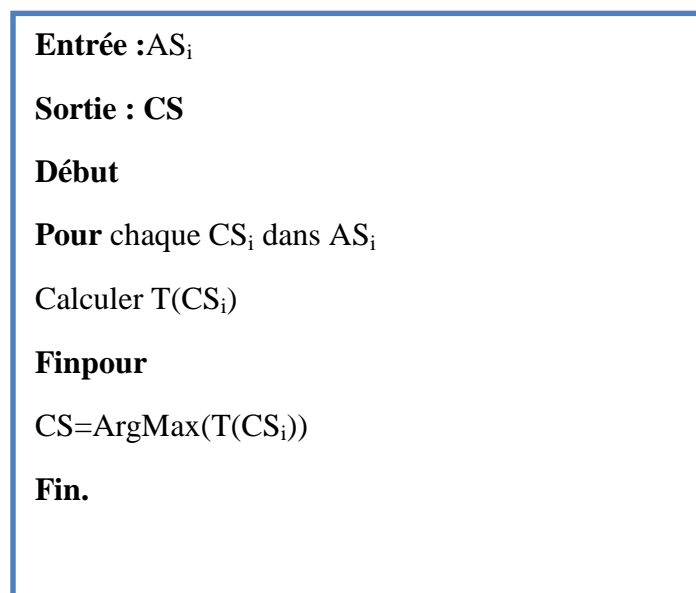 Entrée :ASi
Sortie : CS
Début
Pour chaque CSi dans ASi
Calculer T(CSi)
Finpour
CS=ArgMax(T(CSi))
Fin.